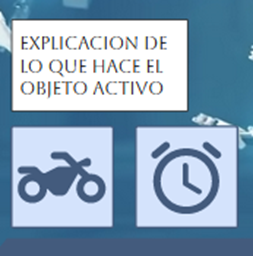 EXPLICACION DE
LO QUE HACE EL
OBJETO ACTIVO